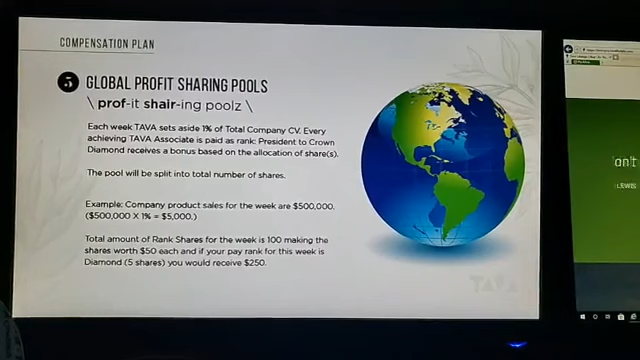 COMPENSATION PLAN
5 GLOBAL PROFIT SHARING POOLS
\ prof-it shair-ing poolz \
Each week TAVA sets aside 1% of Total Company CV. Every
achieving TAVA Associate is paid as rank: President to Crown
Diamond receives a bonus based on the allocation of share(s).
The pool will be split into total number of shares.
Example: Company product sales for the week are $500,000.
($500,000 X 1% = $5,000.)
Total amount of Rank Shares for the week is 100 making the
shares worth $50 each and if your pay rank for this week is
Diamond (5 shares) you would receive $250.
TAVA
an't
LEWIS